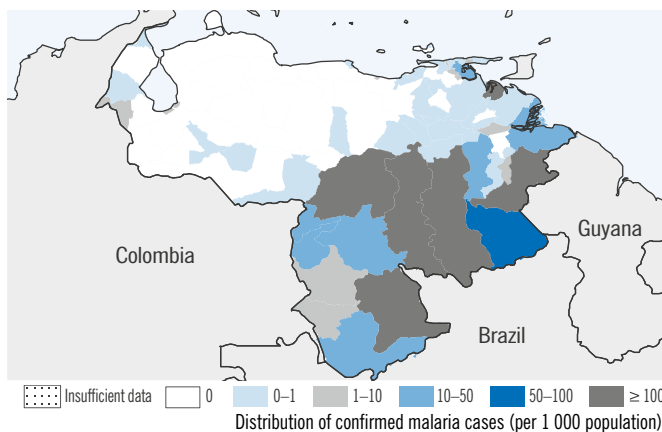 Colombia
Guyana
Brazil
Insufficient data 0 0–1 1–10 10–50 50–100 ≥ 100
Distribution of confirmed malaria cases (per 1 000 population)